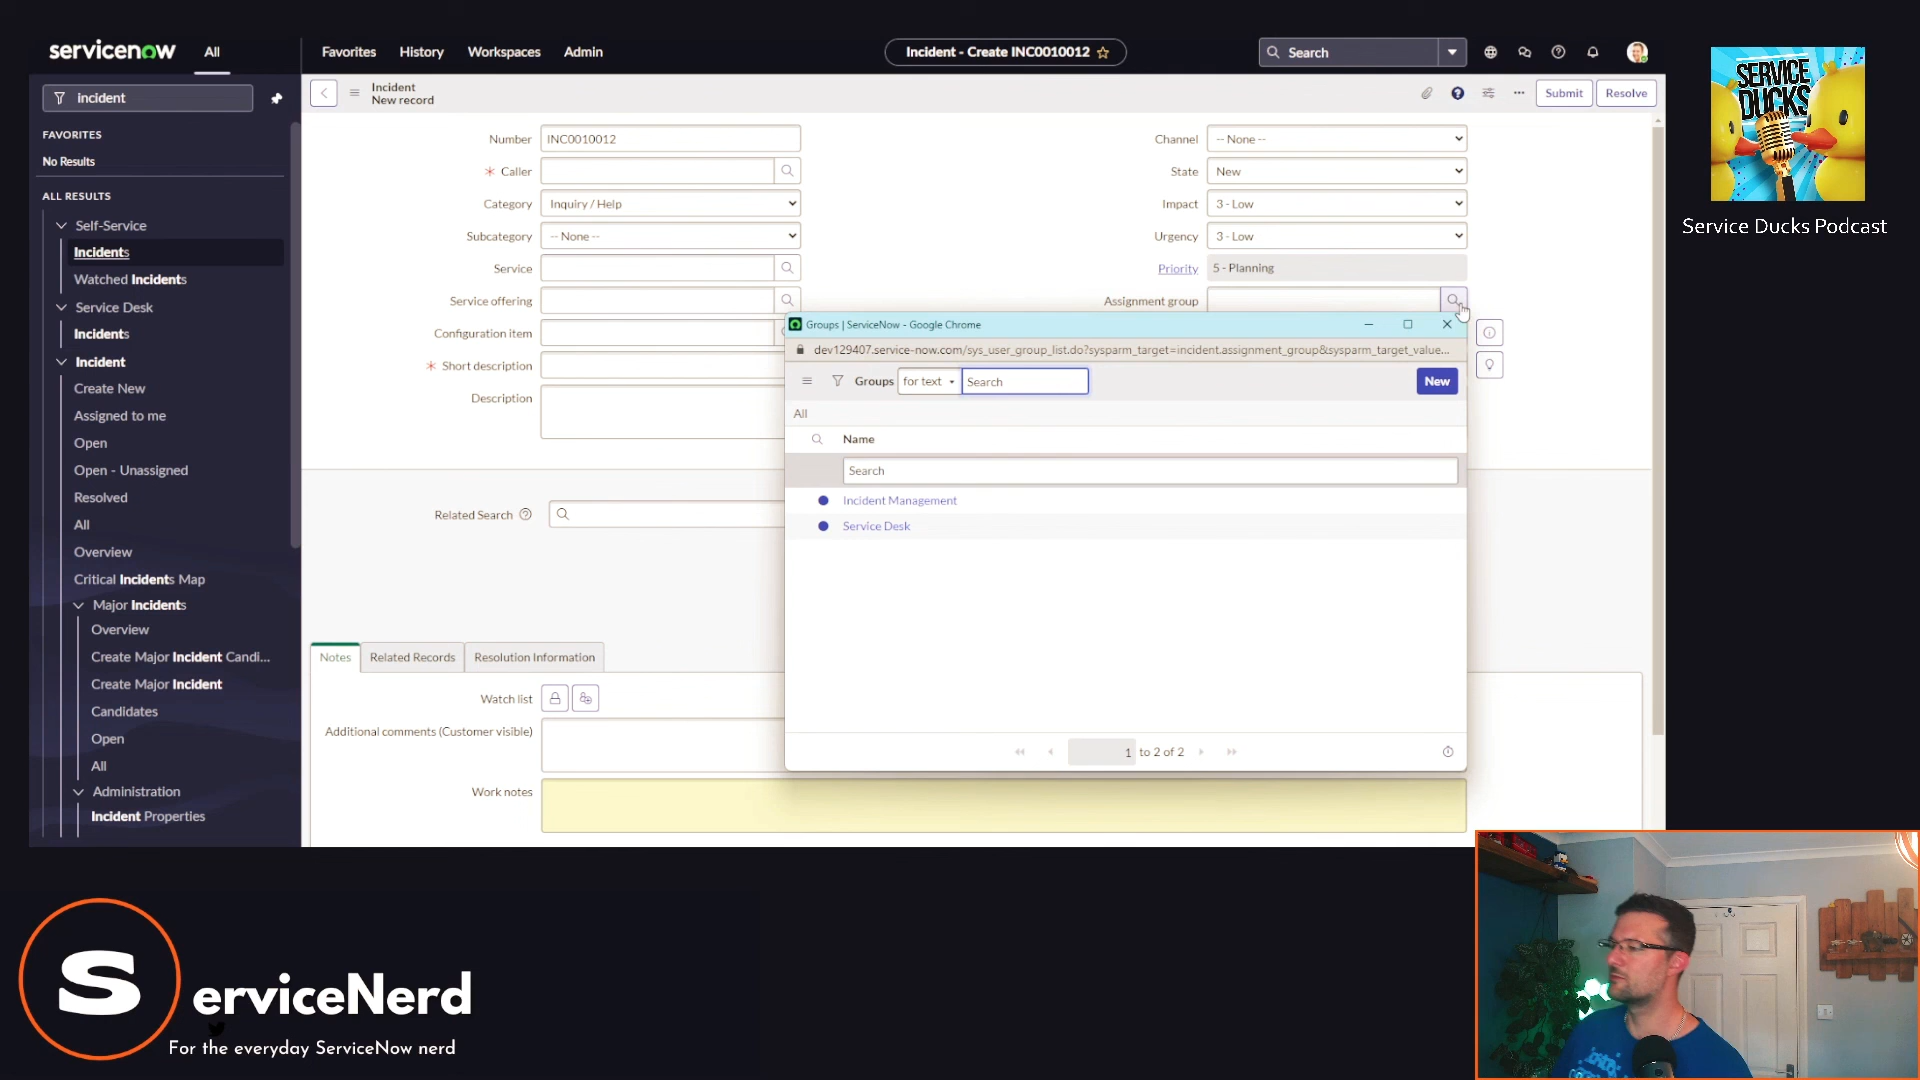 servicenow
All
Favorites
History
Workspaces
Admin
Incident - Create INC0010012
Search
incident
FAVORITES
No Results
ALL RESULTS
Self-Service
Incidents
Watched Incidents
Service Desk
Incidents
Incident
Create New
Assigned to me
Open
Open - Unassigned
Resolved
All
Overview
Critical Incidents Map
Major Incidents
Overview
Create Major Incident Candi...
Create Major Incident
Candidates
Open
All
Administration
Incident Properties
Incident
New record
Submit
Resolve
Number
INC0010012
Caller
Category
Inquiry / Help
Subcategory
-- None --
Service
Service offering
Configuration item
Short description
Description
Channel
-- None --
State
New
Impact
3 - Low
Urgency
3 - Low
Priority
5 - Planning
Assignment group
Related Search
Groups | ServiceNow - Google Chrome
dev129407.service-now.com/sys_user_group_list.do?sysparm_target=incident.assignment_group&sysparm_target_value...
Groups
for text
Search
New
All
Name
Search
Incident Management
Service Desk
1 to 2 of 2
Notes
Related Records
Resolution Information
Watch list
Additional comments (Customer visible)
Work notes
SERVICE
DUCKS
Service Ducks Podcast
S
erviceNerd
For the everyday ServiceNow nerd